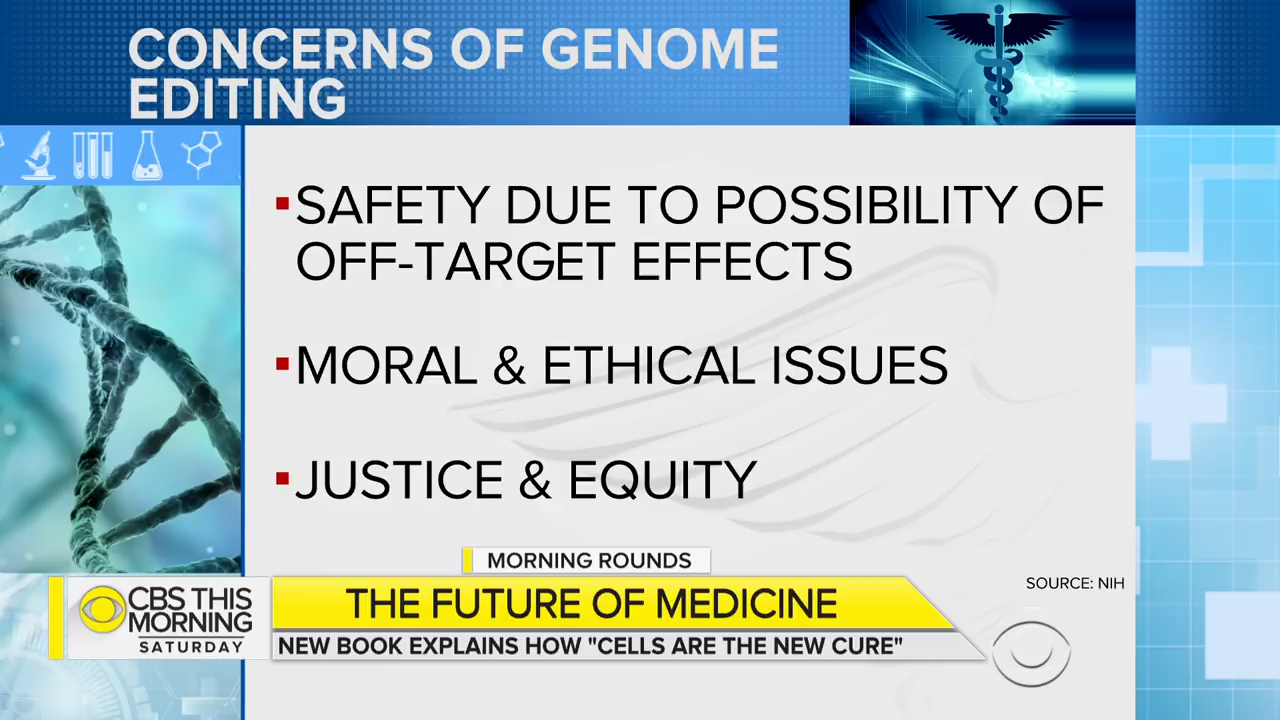 CONCERNS OF GENOME
EDITING
▪SAFETY DUE TO POSSIBILITY OF
OFF-TARGET EFFECTS
▪MORAL & ETHICAL ISSUES
▪JUSTICE & EQUITY
MORNING ROUNDS
SOURCE: NIH
CBS THIS
MORNING
SATURDAY
THE FUTURE OF MEDICINE
NEW BOOK EXPLAINS HOW "CELLS ARE THE NEW CURE"